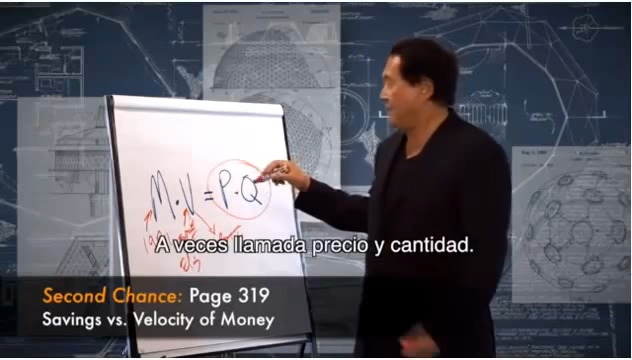 M·V = P·Q
A veces llamada precio y cantidad.
Second Chance: Page 319
Savings vs. Velocity of Money